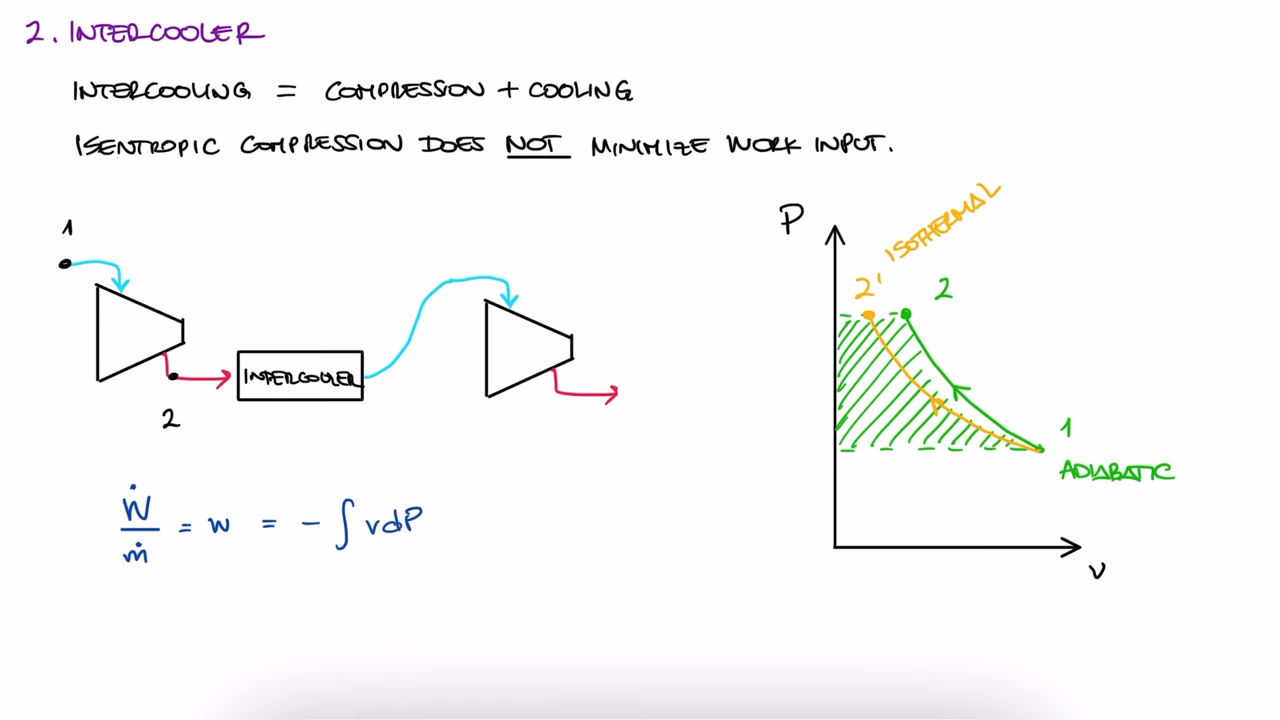 2. INTERCOOLER
INTERCOOLING = COMPRESSION + COOLING
ISENTROPIC COMPRESSION DOES NOT MINIMIZE WORK INPUT.
1
INTERCOOLER
2
Ẇ/ṁ = w = - ∫ v dP
P
ISOTHERMAL
2'
2
1
ADIABATIC
v